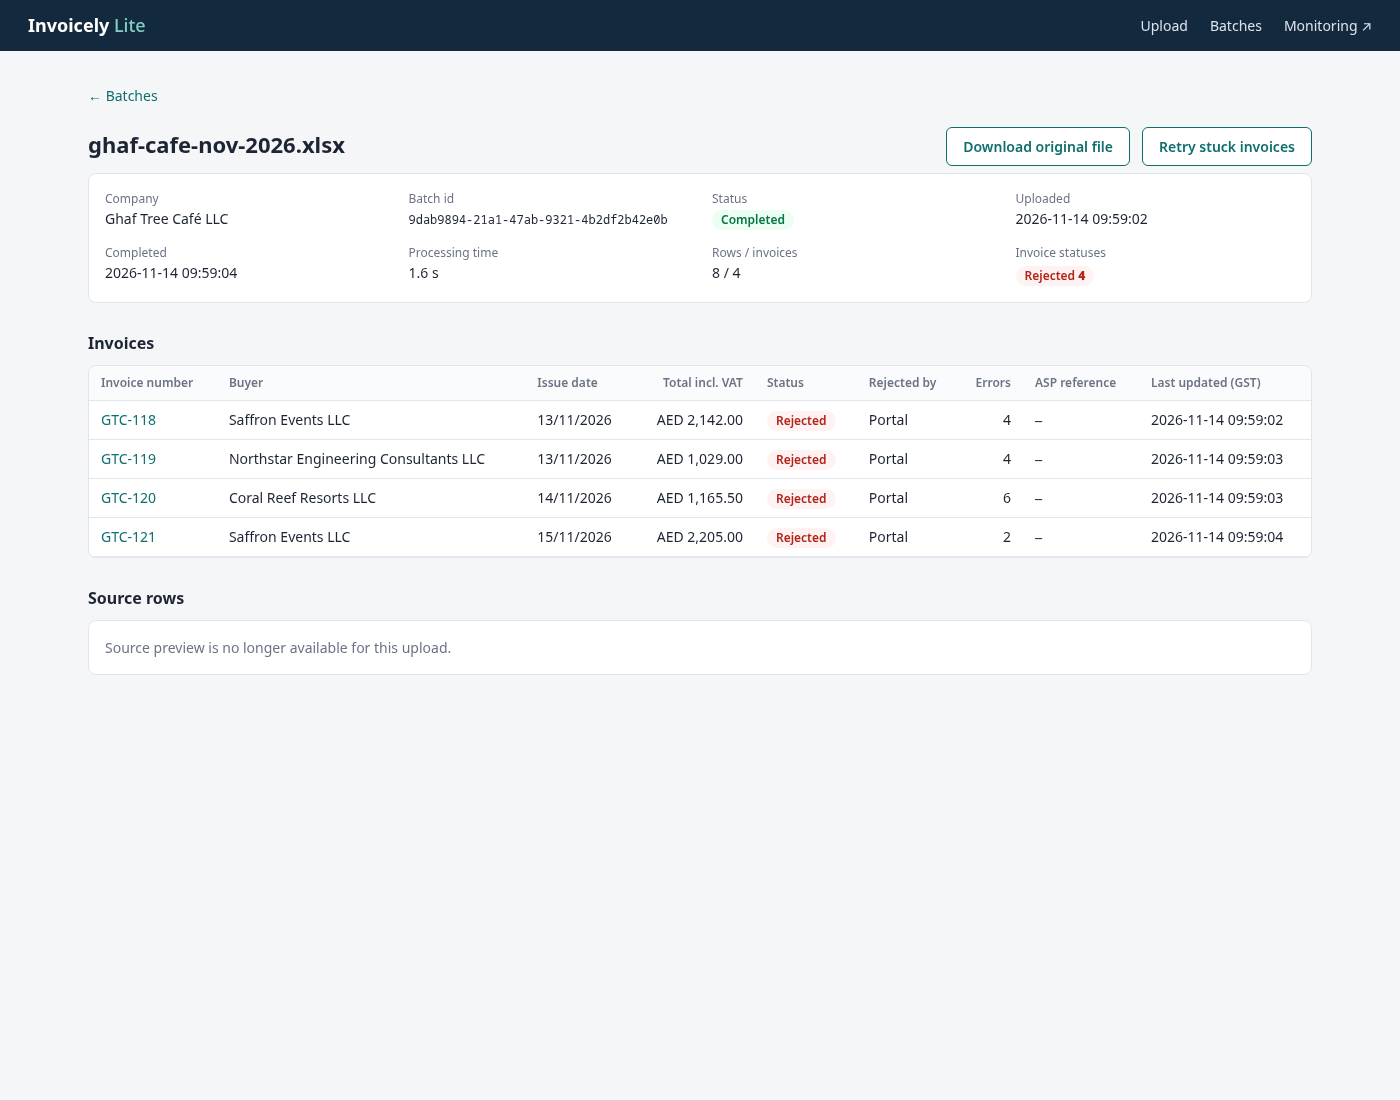 Invoicely Lite
Upload Batches Monitoring ↗
← Batches
ghaf-cafe-nov-2026.xlsx
Download original file
Retry stuck invoices
Company Batch id Status Uploaded
Ghaf Tree Café LLC 9dab9894-21a1-47ab-9321-4b2df2b42e0b Completed 2026-11-14 09:59:02
Completed Processing time Rows / invoices Invoice statuses
2026-11-14 09:59:04 1.6 s 8 / 4 Rejected 4
Invoices
Invoice number Buyer Issue date Total incl. VAT Status Rejected by Errors ASP reference Last updated (GST)
GTC-118 Saffron Events LLC 13/11/2026 AED 2,142.00 Rejected Portal 4 — 2026-11-14 09:59:02
GTC-119 Northstar Engineering Consultants LLC 13/11/2026 AED 1,029.00 Rejected Portal 4 — 2026-11-14 09:59:03
GTC-120 Coral Reef Resorts LLC 14/11/2026 AED 1,165.50 Rejected Portal 6 — 2026-11-14 09:59:03
GTC-121 Saffron Events LLC 15/11/2026 AED 2,205.00 Rejected Portal 2 — 2026-11-14 09:59:04
Source rows
Source preview is no longer available for this upload.